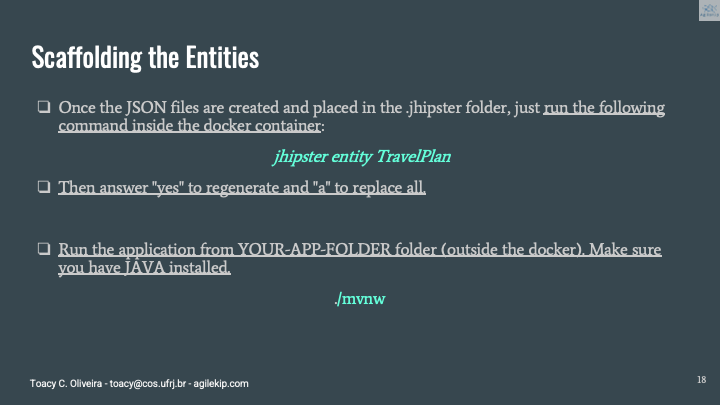 Scaffolding the Entities
❏ Once the JSON files are created and placed in the .jhipster folder, just run the following
command inside the docker container:
jhipster entity TravelPlan
❏ Then answer "yes" to regenerate and "a" to replace all.
❏ Run the application from YOUR-APP-FOLDER folder (outside the docker). Make sure
you have JAVA installed.
./mvnw
Toacy C. Oliveira - toacy@cos.ufrj.br - agilekip.com
18